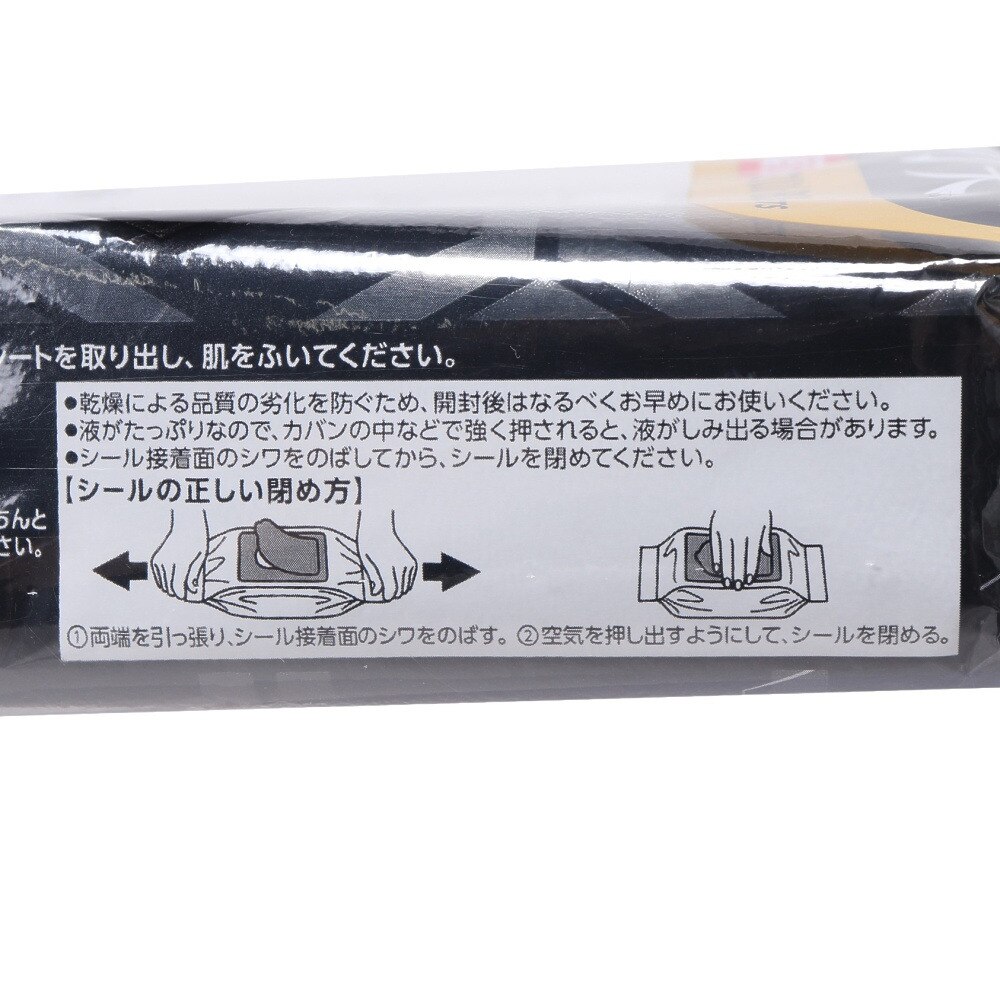 ートを取り出し、肌をふいてください。
●乾燥による品質の劣化を防ぐため、開封後はなるべくお早めにお使いください。
●液がたっぷりなので、カバンの中などで強く押されると、液がしみ出る場合があります。
●シール接着面のシワをのばしてから、シールを閉めてください。
【シールの正しい閉め方】
ちんと
さい。
①両端を引っ張り、シール接着面のシワをのばす。 ②空気を押し出すようにして、シールを閉める。